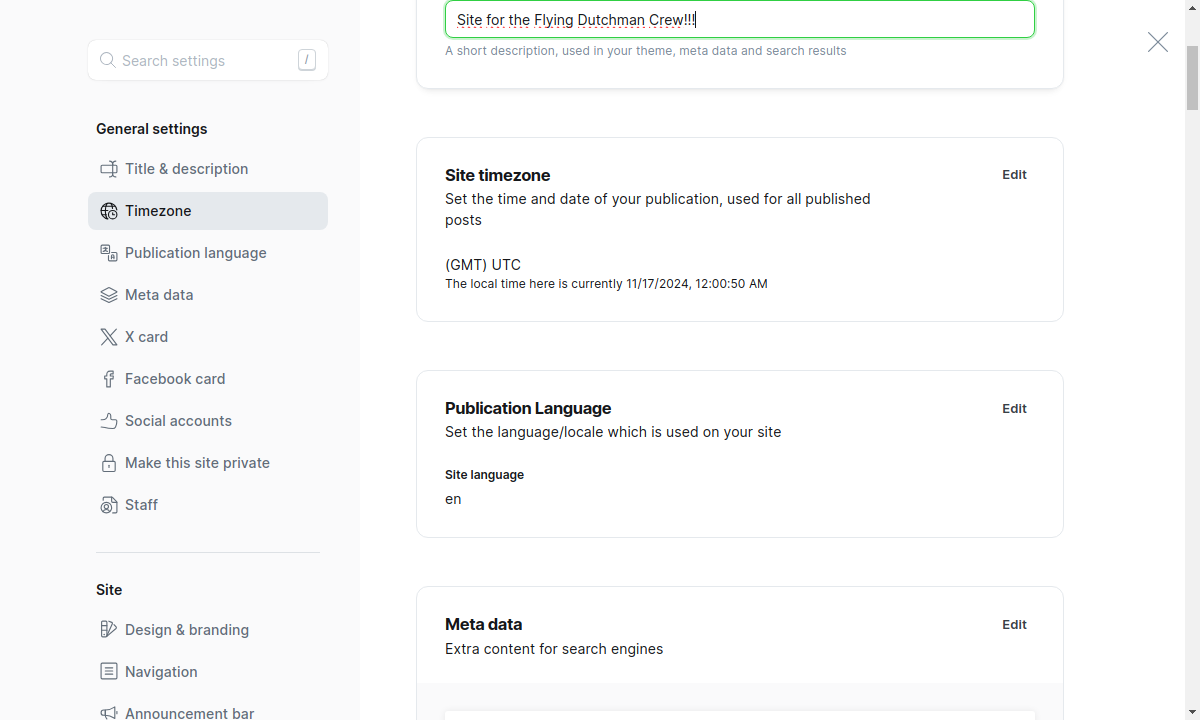 Site for the Flying Dutchman Crew!!!
A short description, used in your theme, meta data and search results
Search settings
/
General settings
Title & description
Timezone
Publication language
Meta data
X card
Facebook card
Social accounts
Make this site private
Staff
Site
Design & branding
Navigation
Announcement bar
Site timezone
Edit
Set the time and date of your publication, used for all published
posts
(GMT) UTC
The local time here is currently 11/17/2024, 12:00:50 AM
Publication Language
Edit
Set the language/locale which is used on your site
Site language
en
Meta data
Edit
Extra content for search engines